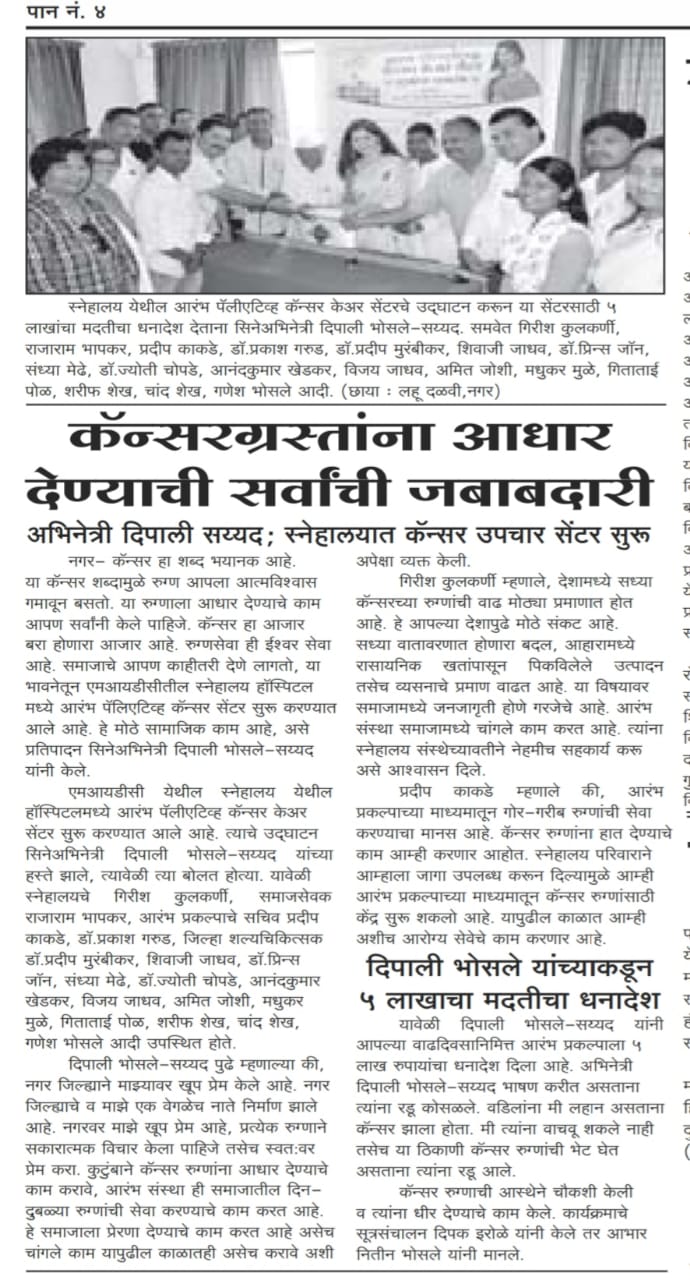 पान नं. ४
स्नेहालय येथील आरंभ पॅलीएटिव्ह कॅन्सर केअर सेंटरचे उद्घाटन करून या सेंटरसाठी ५
लाखांचा मदतीचा धनादेश देताना सिनेअभिनेत्री दिपाली भोसले-सय्यद. समवेत गिरीश कुलकर्णी,
राजाराम भापकर, प्रदीप काकडे, डॉ.प्रकाश गरुड, डॉ.प्रदीप मुरंबीकर, शिवाजी जाधव, डॉ.प्रिन्स जॉन,
संध्या मेढे, डॉ.ज्योती चोपडे, आनंदकुमार खेडकर, विजय जाधव, अमित जोशी, मधुकर मुळे, गिताताई
पोळ, शरीफ शेख, चांद शेख, गणेश भोसले आदी. (छाया : लहू दळवी,नगर)
कॅन्सरग्रस्तांना आधार
देण्याची सर्वांची जबाबदारी
अभिनेत्री दिपाली सय्यद; स्नेहालयात कॅन्सर उपचार सेंटर सुरू
नगर- कॅन्सर हा शब्द भयानक आहे.
या कॅन्सर शब्दामुळे रुग्ण आपला आत्मविश्वास
गमावून बसतो. या रुग्णाला आधार देण्याचे काम
आपण सर्वांनी केले पाहिजे. कॅन्सर हा आजार
बरा होणारा आजार आहे. रुग्णसेवा ही ईश्वर सेवा
आहे. समाजाचे आपण काहीतरी देणे लागतो, या
भावनेतून एमआयडीसीतील स्नेहालय हॉस्पिटल
मध्ये आरंभ पॅलिएटिव्ह कॅन्सर सेंटर सुरू करण्यात
आले आहे. हे मोठे सामाजिक काम आहे, असे
प्रतिपादन सिनेअभिनेत्री दिपाली भोसले-सय्यद
यांनी केले.
एमआयडीसी येथील स्नेहालय येथील
हॉस्पिटलमध्ये आरंभ पॅलीएटिव्ह कॅन्सर केअर
सेंटर सुरू करण्यात आले आहे. त्याचे उद्घाटन
सिनेअभिनेत्री दिपाली भोसले-सय्यद यांच्या
हस्ते झाले, त्यावेळी त्या बोलत होत्या. यावेळी
स्नेहालयचे गिरीश कुलकर्णी, समाजसेवक
राजाराम भापकर, आरंभ प्रकल्पाचे सचिव प्रदीप
काकडे, डॉ.प्रकाश गरुड, जिल्हा शल्यचिकित्सक
डॉ.प्रदीप मुरंबीकर, शिवाजी जाधव, डॉ.प्रिन्स
जॉन, संध्या मेढे, डॉ.ज्योती चोपडे, आनंदकुमार
खेडकर, विजय जाधव, अमित जोशी, मधुकर
मुळे, गिताताई पोळ, शरीफ शेख, चांद शेख,
गणेश भोसले आदी उपस्थित होते.
दिपाली भोसले-सय्यद पुढे म्हणाल्या की,
नगर जिल्ह्याने माझ्यावर खूप प्रेम केले आहे. नगर
जिल्ह्याचे व माझे एक वेगळेच नाते निर्माण झाले
आहे. नगरवर माझे खूप प्रेम आहे, प्रत्येक रुग्णाने
सकारात्मक विचार केला पाहिजे तसेच स्वत:वर
प्रेम करा. कुटुंबाने कॅन्सर रुग्णांना आधार देण्याचे
काम करावे, आरंभ संस्था ही समाजातील दिन-
दुबळ्या रुग्णांची सेवा करण्याचे काम करत आहे.
हे समाजाला प्रेरणा देण्याचे काम करत आहे असेच
चांगले काम यापुढील काळातही असेच करावे अशी
अपेक्षा व्यक्त केली.
गिरीश कुलकर्णी म्हणाले, देशामध्ये सध्या
कॅन्सरच्या रुग्णांची वाढ मोठ्या प्रमाणात होत
आहे. हे आपल्या देशापुढे मोठे संकट आहे.
सध्या वातावरणात होणारा बदल, आहारामध्ये
रासायनिक खतांपासून पिकविलेले उत्पादन
तसेच व्यसनाचे प्रमाण वाढत आहे. या विषयावर
समाजामध्ये जनजागृती होणे गरजेचे आहे. आरंभ
संस्था समाजामध्ये चांगले काम करत आहे. त्यांना
स्नेहालय संस्थेच्यावतीने नेहमीच सहकार्य करू
असे आश्वासन दिले.
प्रदीप काकडे म्हणाले की, आरंभ
प्रकल्पाच्या माध्यमातून गोर-गरीब रुग्णांची सेवा
करण्याचा मानस आहे. कॅन्सर रुग्णांना हात देण्याचे
काम आम्ही करणार आहोत. स्नेहालय परिवाराने
आम्हाला जागा उपलब्ध करून दिल्यामुळे आम्ही
आरंभ प्रकल्पाच्या माध्यमातून कॅन्सर रुग्णांसाठी
केंद्र सुरू शकलो आहे. यापुढील काळात आम्ही
अशीच आरोग्य सेवेचे काम करणार आहे.
दिपाली भोसले यांच्याकडून
५ लाखाचा मदतीचा धनादेश
यावेळी दिपाली भोसले-सय्यद यांनी
आपल्या वाढदिवसानिमित्त आरंभ प्रकल्पाला ५
लाख रुपायांचा धनादेश दिला आहे. अभिनेत्री
दिपाली भोसले-सय्यद भाषण करीत असताना
त्यांना रडू कोसळले. वडिलांना मी लहान असताना
कॅन्सर झाला होता. मी त्यांना वाचवू शकले नाही
तसेच या ठिकाणी कॅन्सर रुग्णांची भेट घेत
असताना त्यांना रडू आले.
कॅन्सर रुग्णाची आस्थेने चौकशी केली
व त्यांना धीर देण्याचे काम केले. कार्यक्रमाचे
सूत्रसंचालन दिपक इरोळे यांनी केले तर आभार
नितीन भोसले यांनी मानले.